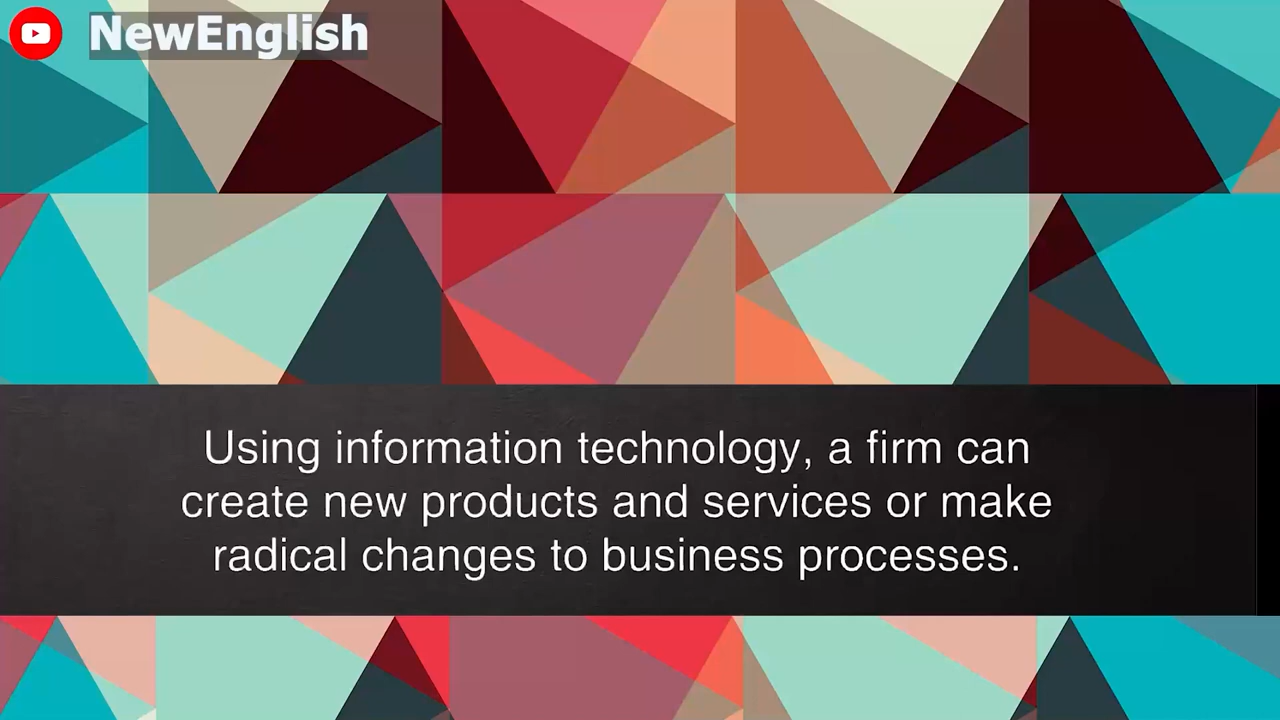 NewEnglish
Using information technology, a firm can
create new products and services or make
radical changes to business processes.